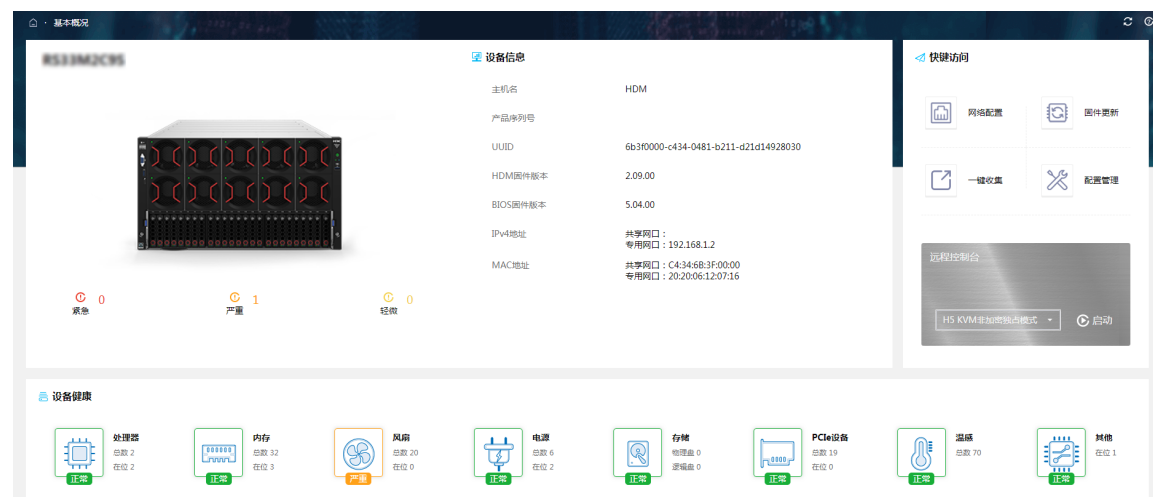 基本概况
设备信息
主机名 HDM
产品序列号
UUID 6b3f0000-c434-0481-b211-d21d14928030
HDM固件版本 2.09.00
BIOS固件版本 5.04.00
IPv4地址 共享网口：
专用网口：192.168.1.2
MAC地址 共享网口：C4:34:6B:3F:00:00
专用网口：20:20:06:12:07:16
0
紧急
1
严重
0
轻微
快键访问
网络配置
固件更新
一键收集
配置管理
远程控制台
H5 KVM非加密独占模式
启动
设备健康
处理器
总数 2
在位 2
正常
内存
总数 32
在位 3
正常
风扇
总数 20
在位 0
严重
电源
总数 6
在位 2
正常
存储
物理盘 0
逻辑盘 0
正常
PCIe设备
总数 19
在位 0
正常
温感
总数 70
正常
其他
在位 1
正常